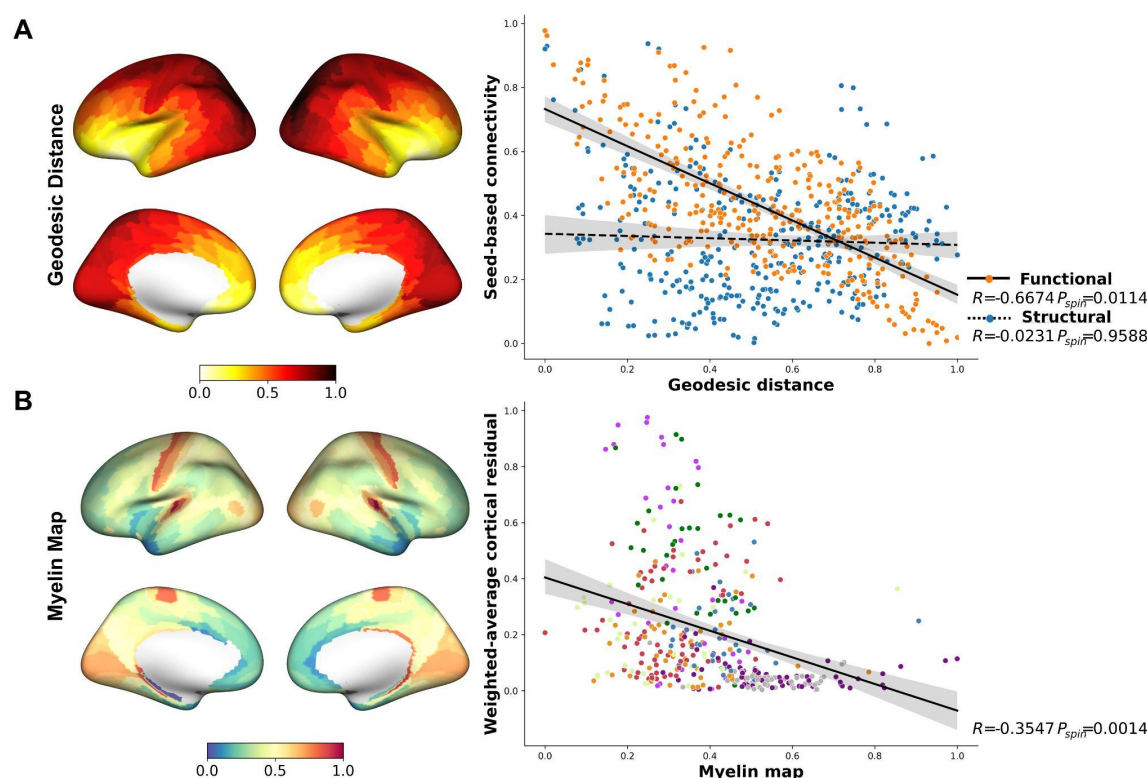 A
Geodesic Distance
0.0 0.5 1.0
Seed-based connectivity
1.0
0.8
0.6
0.4
0.2
0.0
0.0 0.2 0.4 0.6 0.8 1.0
Geodesic distance
Functional
R=-0.6674 Pspin=0.0114
Structural
R=-0.0231 Pspin=0.9588
B
Myelin Map
0.0 0.5 1.0
Weighted-average cortical residual
1.0
0.8
0.6
0.4
0.2
0.0
0.0 0.2 0.4 0.6 0.8 1.0
Myelin map
R=-0.3547 Pspin=0.0014